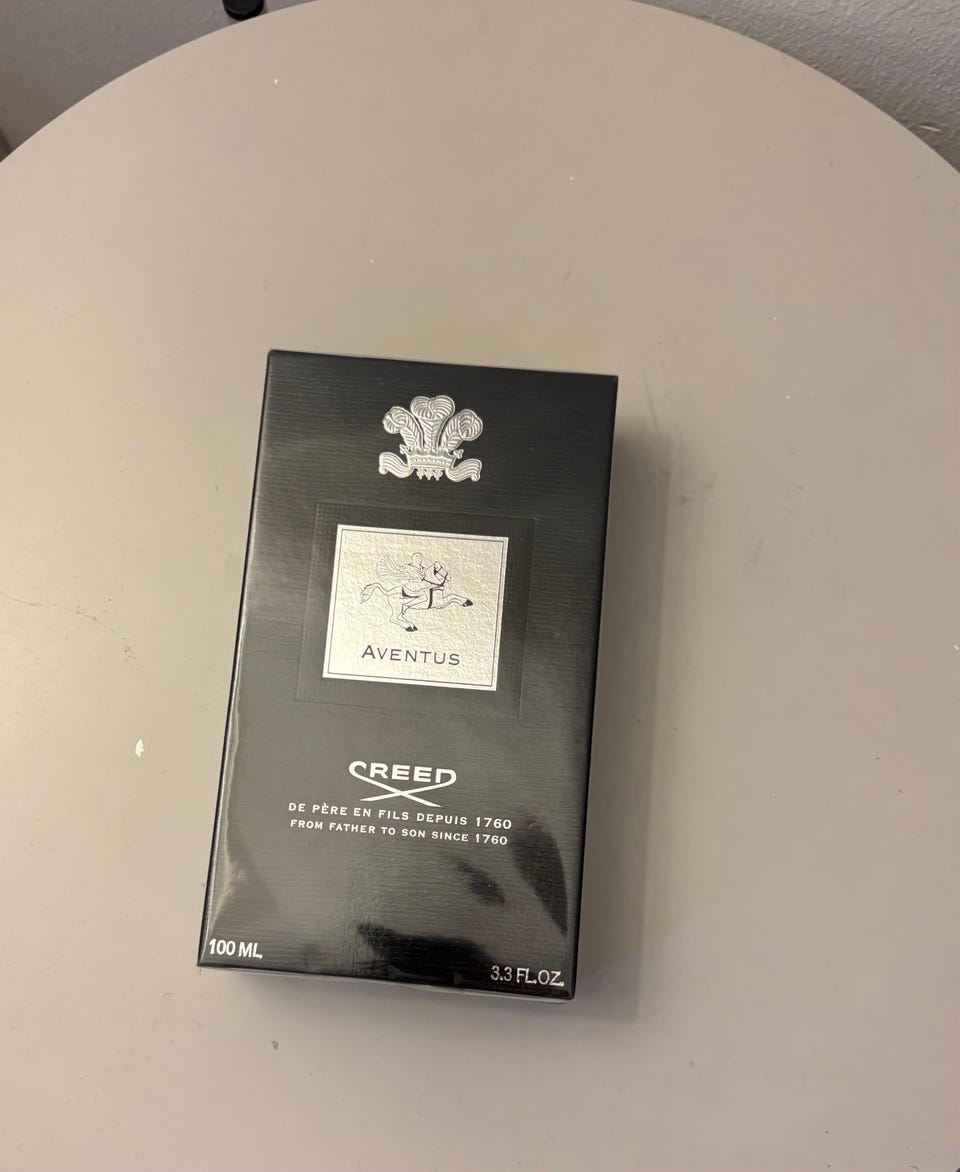 AVENTUS
CREED
DE PÈRE EN FILS DEPUIS 1760
FROM FATHER TO SON SINCE 1760
100 ML,
3.3 FL.OZ.